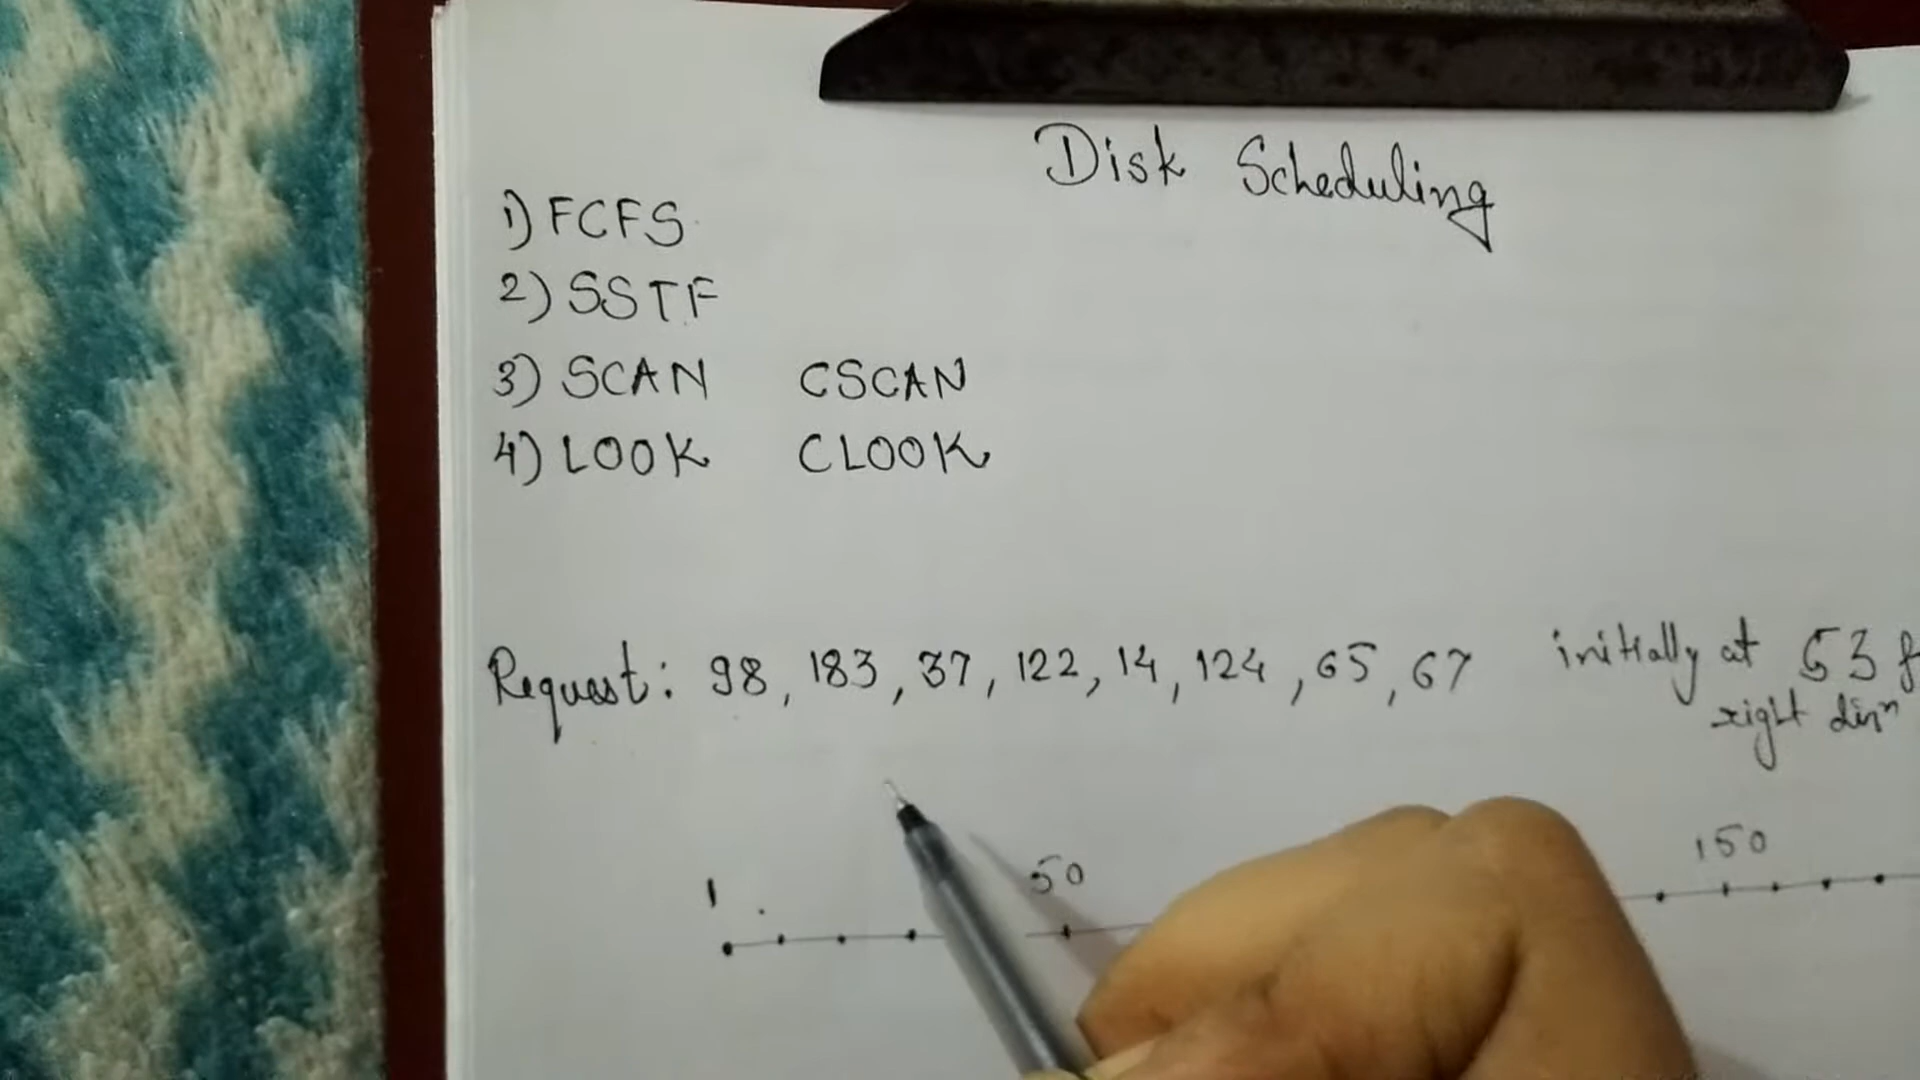 Disk Scheduling
1) FCFS
2) SSTF
3) SCAN CSCAN
4) LOOK CLOOK
Request: 98, 183, 37, 122, 14, 124, 65, 67 initially at 53
right dirⁿ
1 50 150